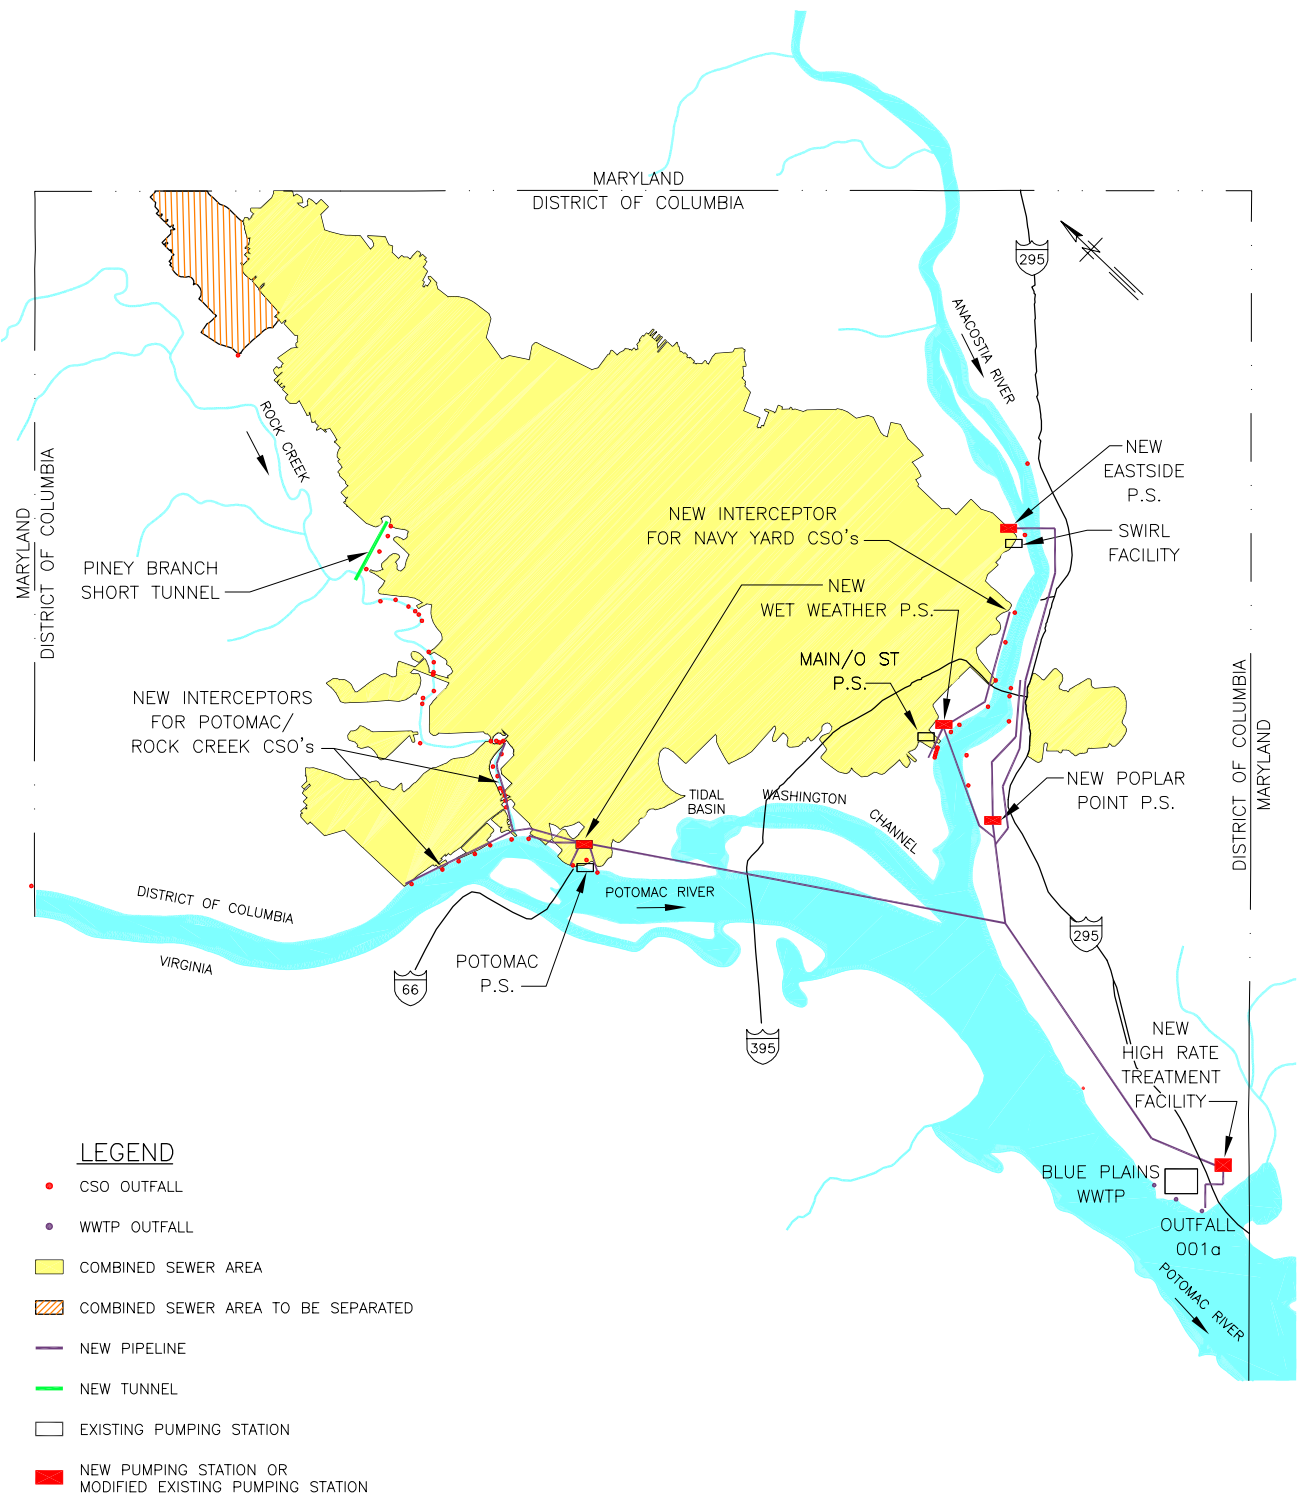 MARYLAND
DISTRICT OF COLUMBIA
295
ANACOSTIA RIVER
ROCK CREEK
MARYLAND
DISTRICT OF COLUMBIA
NEW
EASTSIDE
P.S.
SWIRL
FACILITY
NEW INTERCEPTOR
FOR NAVY YARD CSO's
PINEY BRANCH
SHORT TUNNEL
NEW
WET WEATHER P.S.
MAIN/O ST
P.S.
NEW INTERCEPTORS
FOR POTOMAC/
ROCK CREEK CSO's
DISTRICT OF COLUMBIA
MARYLAND
NEW POPLAR
POINT P.S.
TIDAL
BASIN
WASHINGTON
CHANNEL
POTOMAC RIVER
DISTRICT OF COLUMBIA
VIRGINIA
POTOMAC
P.S.
66
395
295
NEW
HIGH RATE
TREATMENT
FACILITY
BLUE PLAINS
WWTP
OUTFALL
001a
POTOMAC RIVER
LEGEND
CSO OUTFALL
WWTP OUTFALL
COMBINED SEWER AREA
COMBINED SEWER AREA TO BE SEPARATED
NEW PIPELINE
NEW TUNNEL
EXISTING PUMPING STATION
NEW PUMPING STATION OR
MODIFIED EXISTING PUMPING STATION